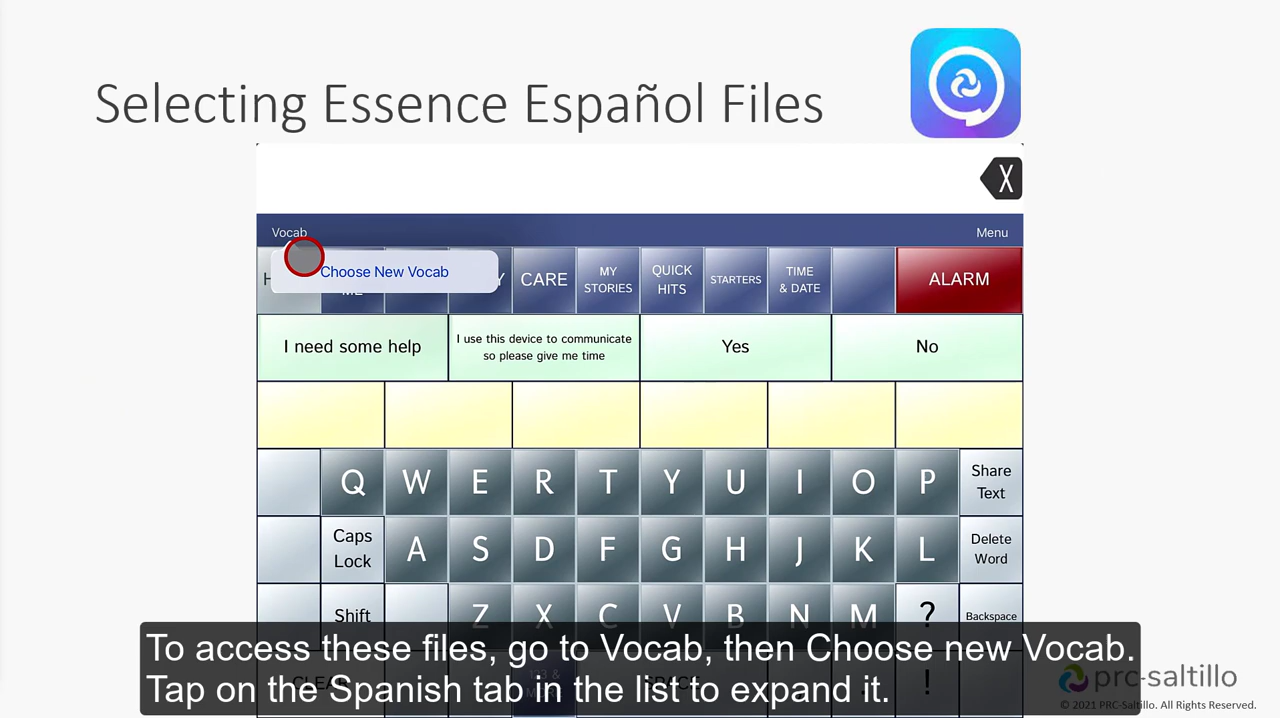 Selecting Essence Español Files
X
Vocab
Menu
Choose New Vocab
H
ME
Y
CARE
MY
STORIES
QUICK
HITS
STARTERS
TIME
& DATE
ALARM
I need some help
I use this device to communicate
so please give me time
Yes
No
Q W E R T Y U I O P
Share
Text
Caps
Lock
A S D F G H J K L
Delete
Word
Shift
Z X C V B N M ?
Backspace
To access these files, go to Vocab, then Choose new Vocab.
Tap on the Spanish tab in the list to expand it.
!
prc-saltillo
© 2021 PRC-Saltillo. All Rights Reserved.